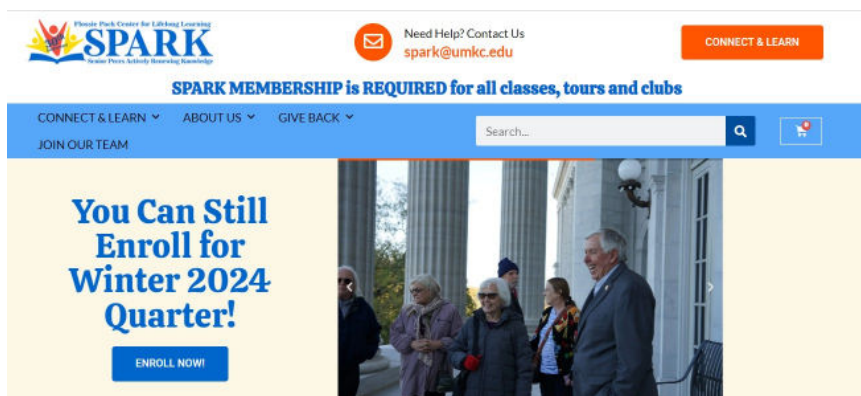 Plossie Pack Center for Lifelong Learning
SPARK
Senior Peers Actively Renewing Knowledge
Need Help? Contact Us
spark@umkc.edu
CONNECT & LEARN
SPARK MEMBERSHIP is REQUIRED for all classes, tours and clubs
CONNECT & LEARN ABOUT US GIVE BACK
JOIN OUR TEAM
Search...
You Can Still
Enroll for
Winter 2024
Quarter!
ENROLL NOW!